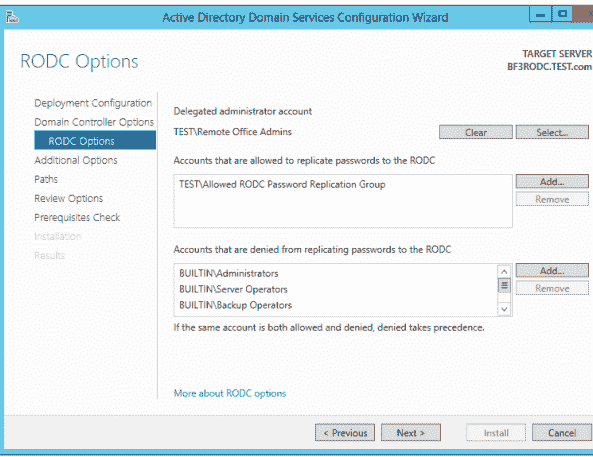 Active Directory Domain Services Configuration Wizard
RODC Options
TARGET SERVER
BF3RODC.TEST.com
Deployment Configuration
Domain Controller Options
RODC Options
Additional Options
Paths
Review Options
Prerequisites Check
Installation
Results
Delegated administrator account
TEST\Remote Office Admins
Clear
Select...
Accounts that are allowed to replicate passwords to the RODC
TEST\Allowed RODC Password Replication Group
Add...
Remove
Accounts that are denied from replicating passwords to the RODC
BUILTIN\Administrators
BUILTIN\Server Operators
BUILTIN\Backup Operators
Add...
Remove
If the same account is both allowed and denied, denied takes precedence.
More about RODC options
< Previous
Next >
Install
Cancel